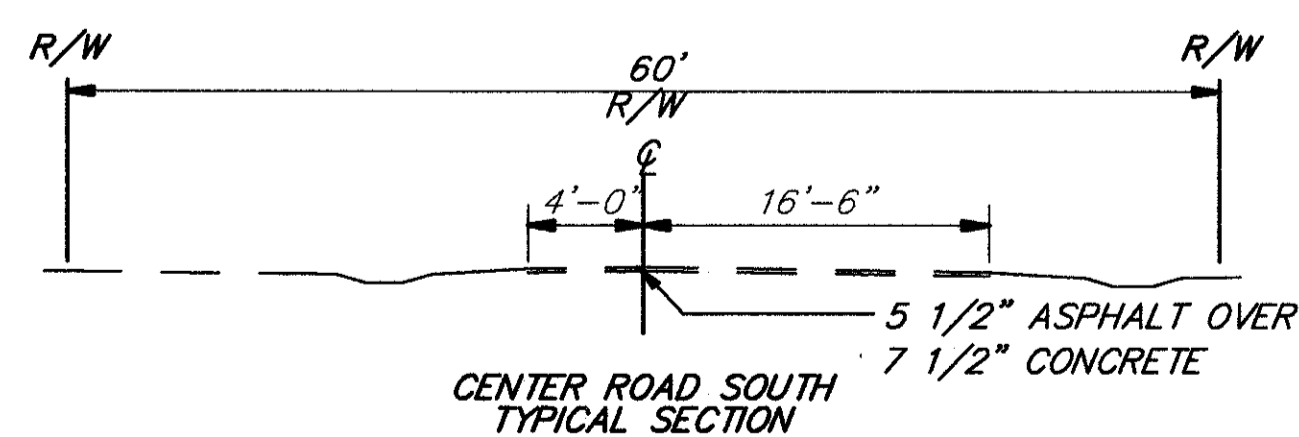 R/W
R/W
60'
R/W
℄
4'-0"
16'-6"
5 1/2" ASPHALT OVER
7 1/2" CONCRETE
CENTER ROAD SOUTH
TYPICAL SECTION